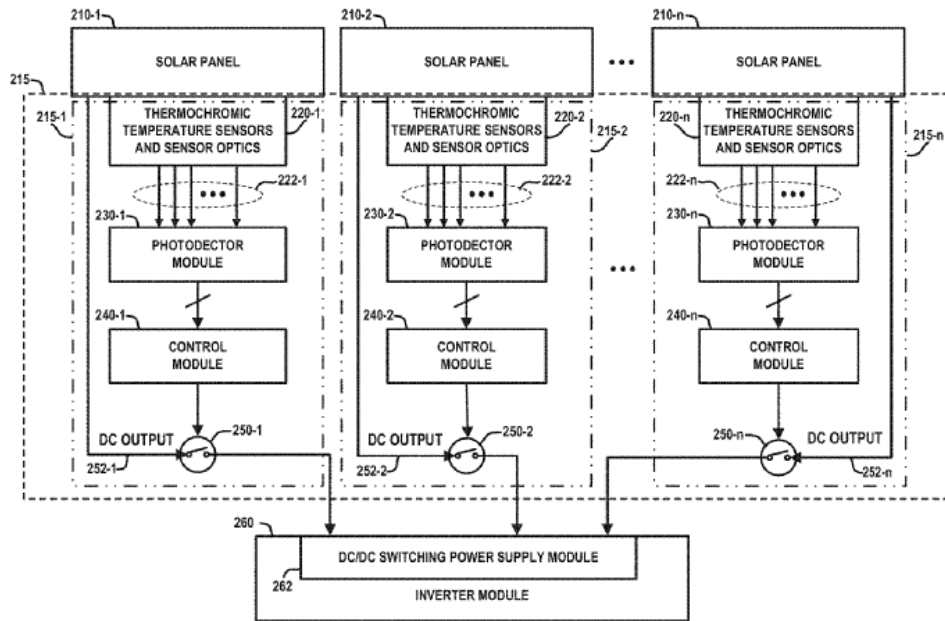 210-1
210-2
210-n
SOLAR PANEL
SOLAR PANEL
SOLAR PANEL
215
215-1
THERMOCHROMIC
TEMPERATURE SENSORS
AND SENSOR OPTICS
220-1
THERMOCHROMIC
TEMPERATURE SENSORS
AND SENSOR OPTICS
220-2
215-2
220-n
THERMOCHROMIC
TEMPERATURE SENSORS
AND SENSOR OPTICS
215-n
222-1
222-2
222-n
230-1
230-2
230-n
PHOTODECTOR
MODULE
PHOTODECTOR
MODULE
PHOTODECTOR
MODULE
240-1
240-2
240-n
CONTROL
MODULE
CONTROL
MODULE
CONTROL
MODULE
DC OUTPUT
250-1
DC OUTPUT
250-2
250-n
DC OUTPUT
252-1
252-2
252-n
260
DC/DC SWITCHING POWER SUPPLY MODULE
262
INVERTER MODULE